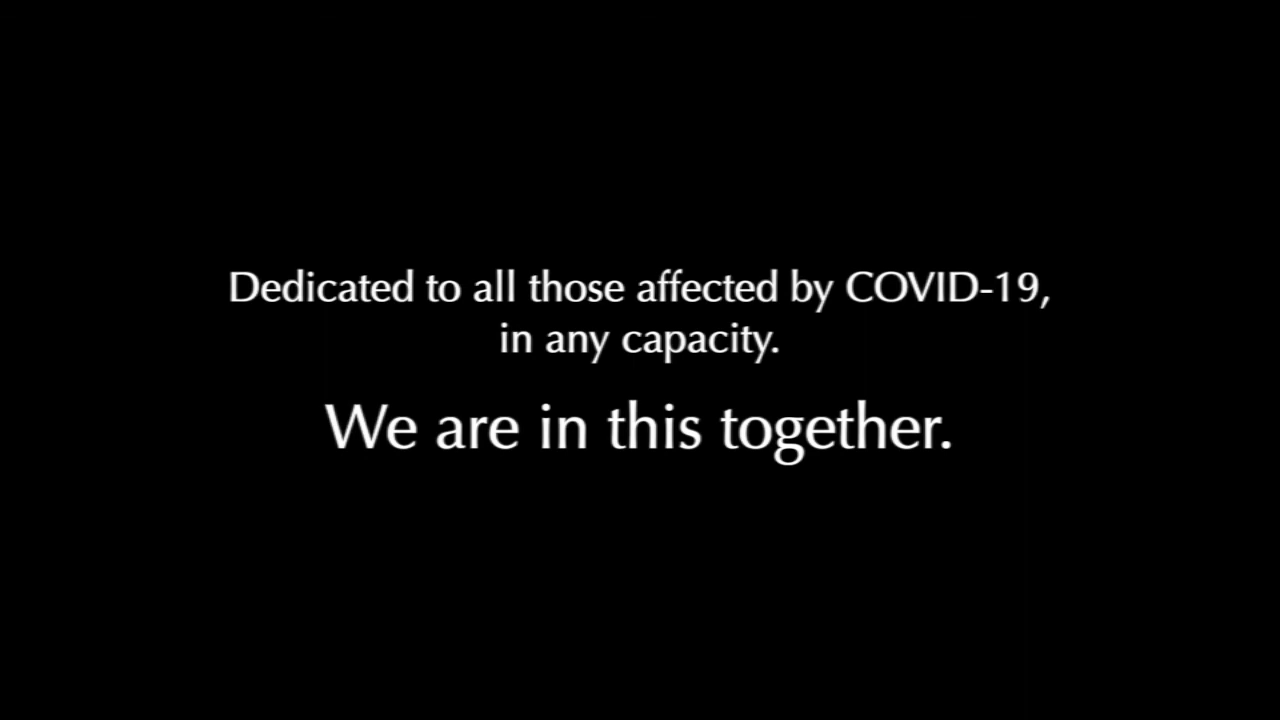 Dedicated to all those affected by COVID-19,
in any capacity.
We are in this together.